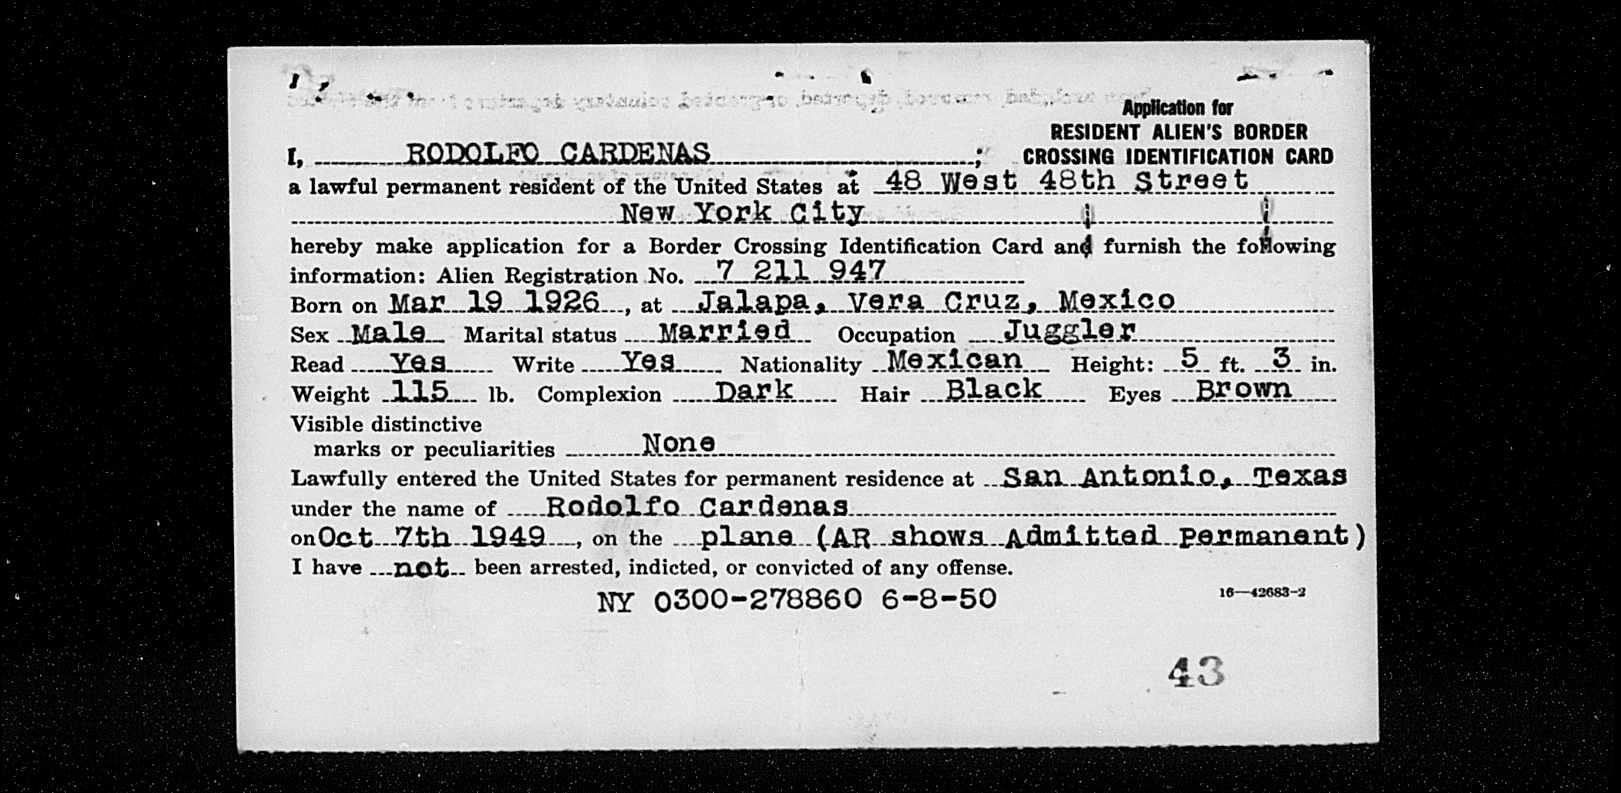 Application for
RESIDENT ALIEN'S BORDER
CROSSING IDENTIFICATION CARD
I, RODOLFO CARDENAS ;
a lawful permanent resident of the United States at 48 West 48th Street
New York City
hereby make application for a Border Crossing Identification Card and furnish the following
information: Alien Registration No. 7 211 947
Born on Mar 19 1926, at Jalapa, Vera Cruz, Mexico
Sex Male Marital status Married Occupation Juggler
Read Yes Write Yes Nationality Mexican Height: 5 ft. 3 in.
Weight 115 lb. Complexion Dark Hair Black Eyes Brown
Visible distinctive
marks or peculiarities None
Lawfully entered the United States for permanent residence at San Antonio, Texas
under the name of Rodolfo Cardenas
on Oct 7th 1949, on the plane (AR shows Admitted Permanent)
I have not been arrested, indicted, or convicted of any offense.
NY 0300-278860 6-8-50
16—42683-2
43